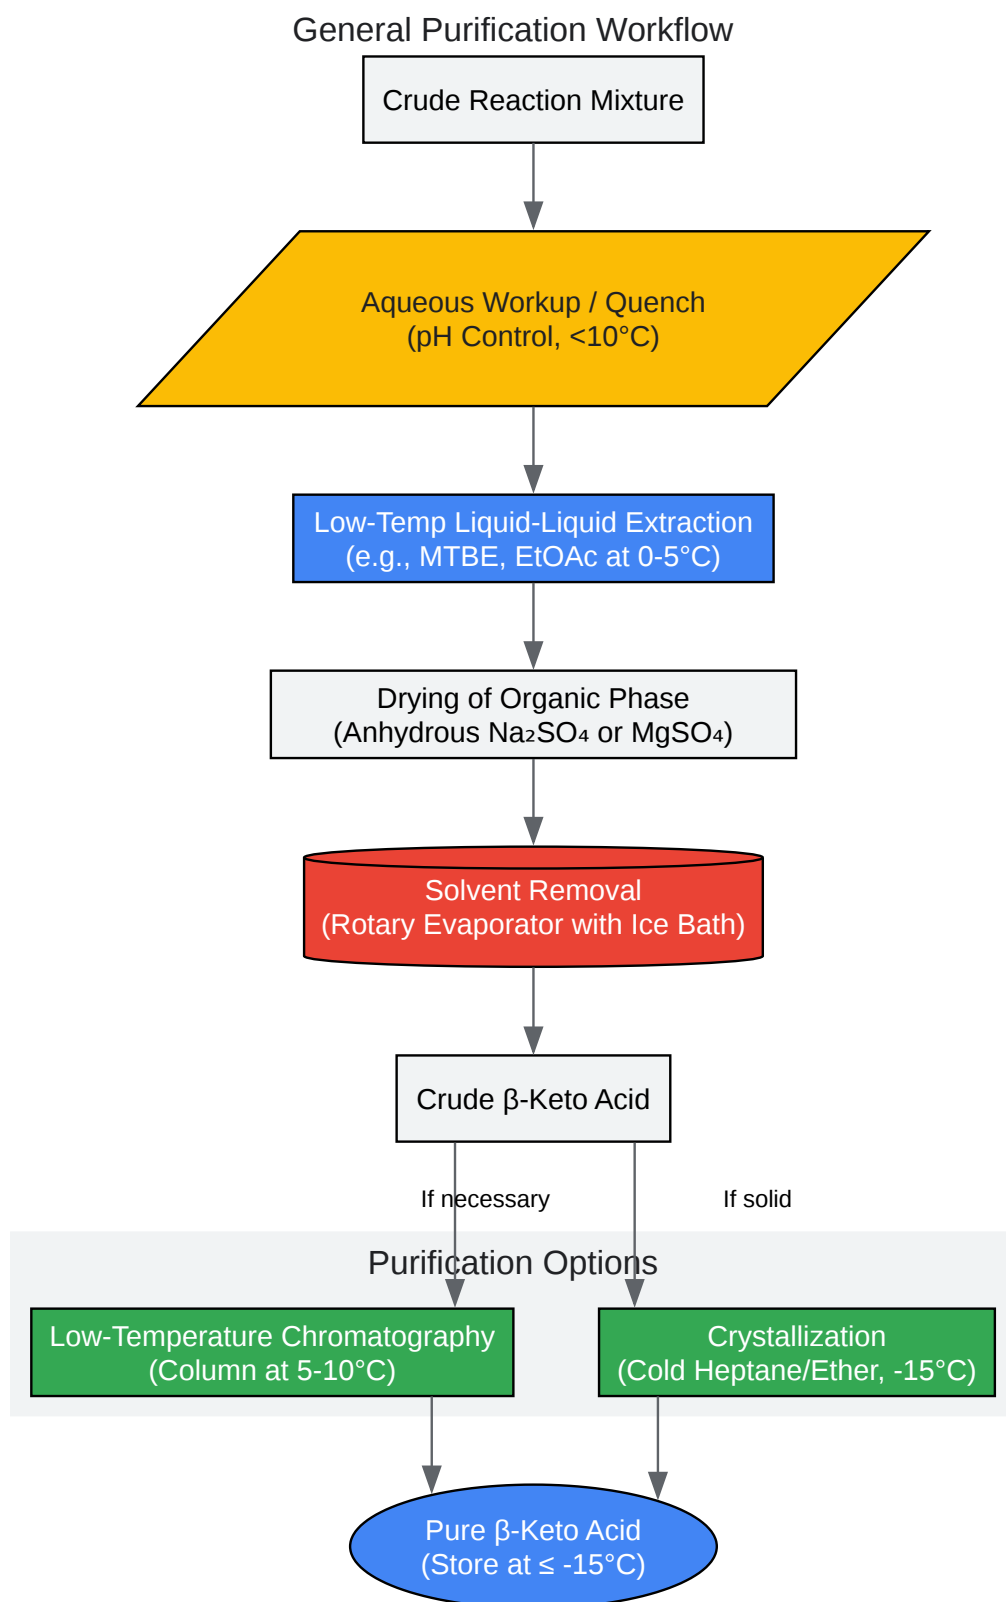 General Purification Workflow
Crude Reaction Mixture
Aqueous Workup / Quench
(pH Control, <10°C)
Low-Temp Liquid-Liquid Extraction
(e.g., MTBE, EtOAc at 0-5°C)
Drying of Organic Phase
(Anhydrous Na₂SO₄ or MgSO₄)
Solvent Removal
(Rotary Evaporator with Ice Bath)
Crude β-Keto Acid
If necessary
If solid
Purification Options
Low-Temperature Chromatography
(Column at 5-10°C)
Crystallization
(Cold Heptane/Ether, -15°C)
Pure β-Keto Acid
(Store at ≤ -15°C)